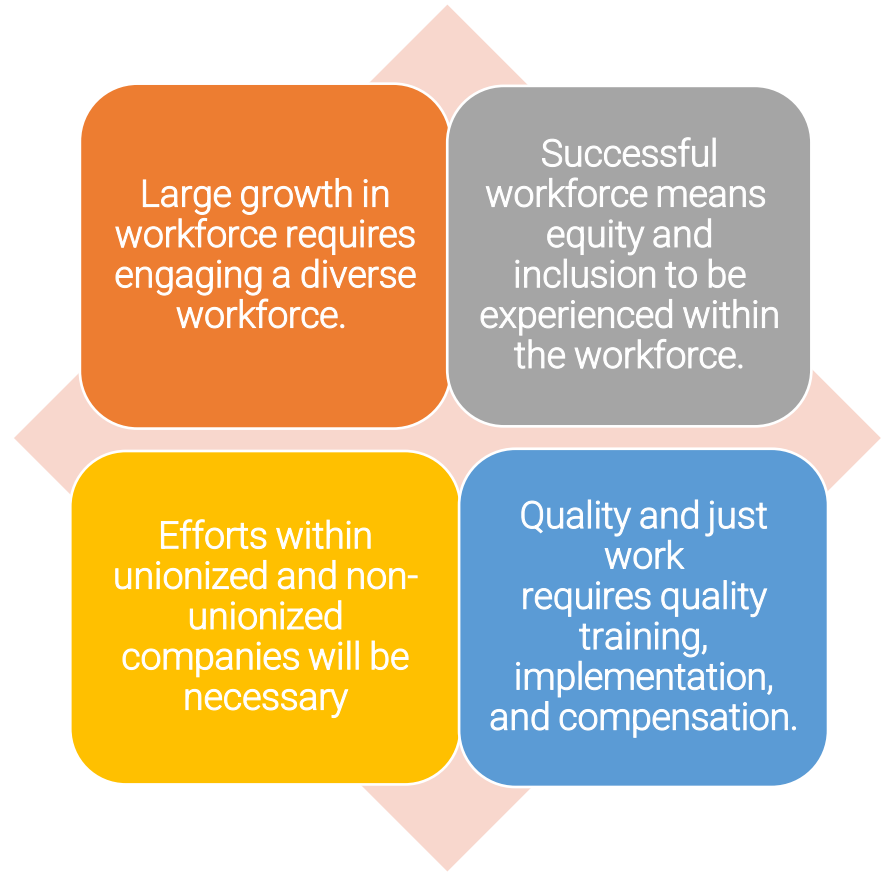 Large growth in
workforce requires
engaging a diverse
workforce.
Successful
workforce means
equity and
inclusion to be
experienced within
the workforce.
Efforts within
unionized and non-
unionized
companies will be
necessary
Quality and just
work
requires quality
training,
implementation,
and compensation.